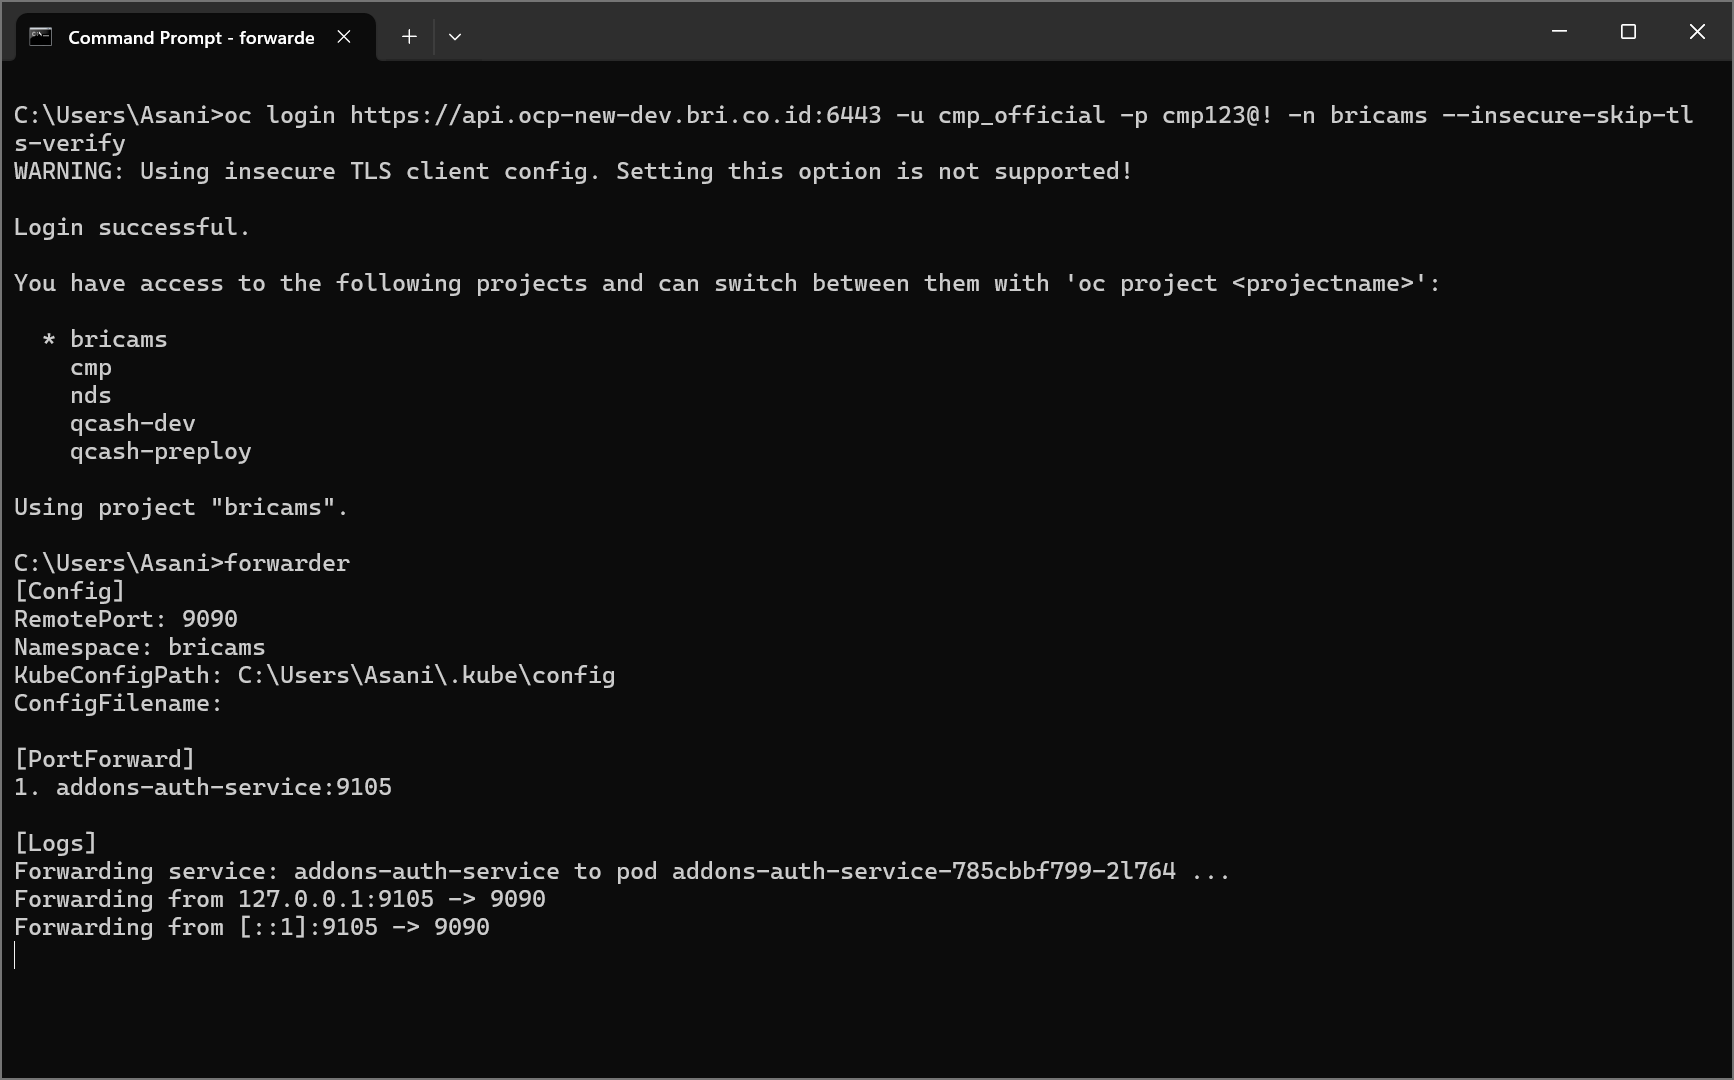 Command Prompt - forwarde
C:\Users\Asani>oc login https://api.ocp-new-dev.bri.co.id:6443 -u cmp_official -p cmp123@! -n bricams --insecure-skip-tl
s-verify
WARNING: Using insecure TLS client config. Setting this option is not supported!
Login successful.
You have access to the following projects and can switch between them with 'oc project <projectname>':
* bricams
cmp
nds
qcash-dev
qcash-preploy
Using project "bricams".
C:\Users\Asani>forwarder
[Config]
RemotePort: 9090
Namespace: bricams
KubeConfigPath: C:\Users\Asani\.kube\config
ConfigFilename:
[PortForward]
1. addons-auth-service:9105
[Logs]
Forwarding service: addons-auth-service to pod addons-auth-service-785cbbf799-2l764 ...
Forwarding from 127.0.0.1:9105 -> 9090
Forwarding from [::1]:9105 -> 9090